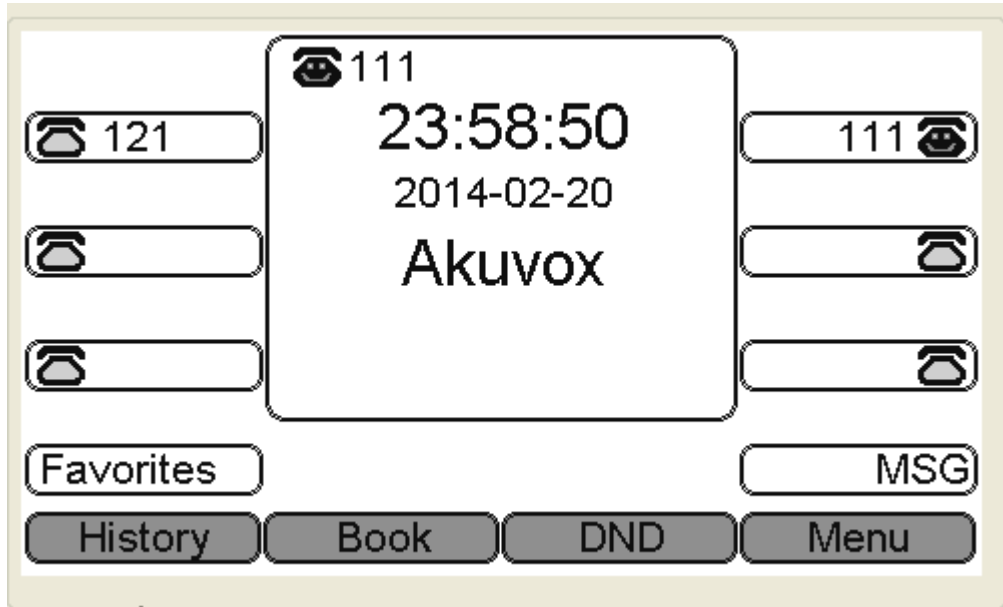 111
23:58:50
2014-02-20
Akuvox
121
111
Favorites
MSG
History
Book
DND
Menu